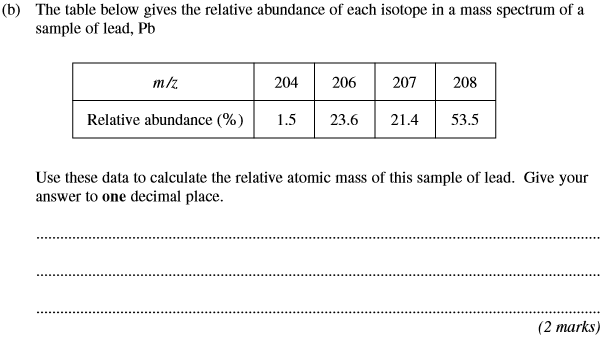 (b) The table below gives the relative abundance of each isotope in a mass spectrum of a
sample of lead, Pb
m/z 204 206 207 208
Relative abundance (%) 1.5 23.6 21.4 53.5
Use these data to calculate the relative atomic mass of this sample of lead. Give your
answer to one decimal place.
(2 marks)